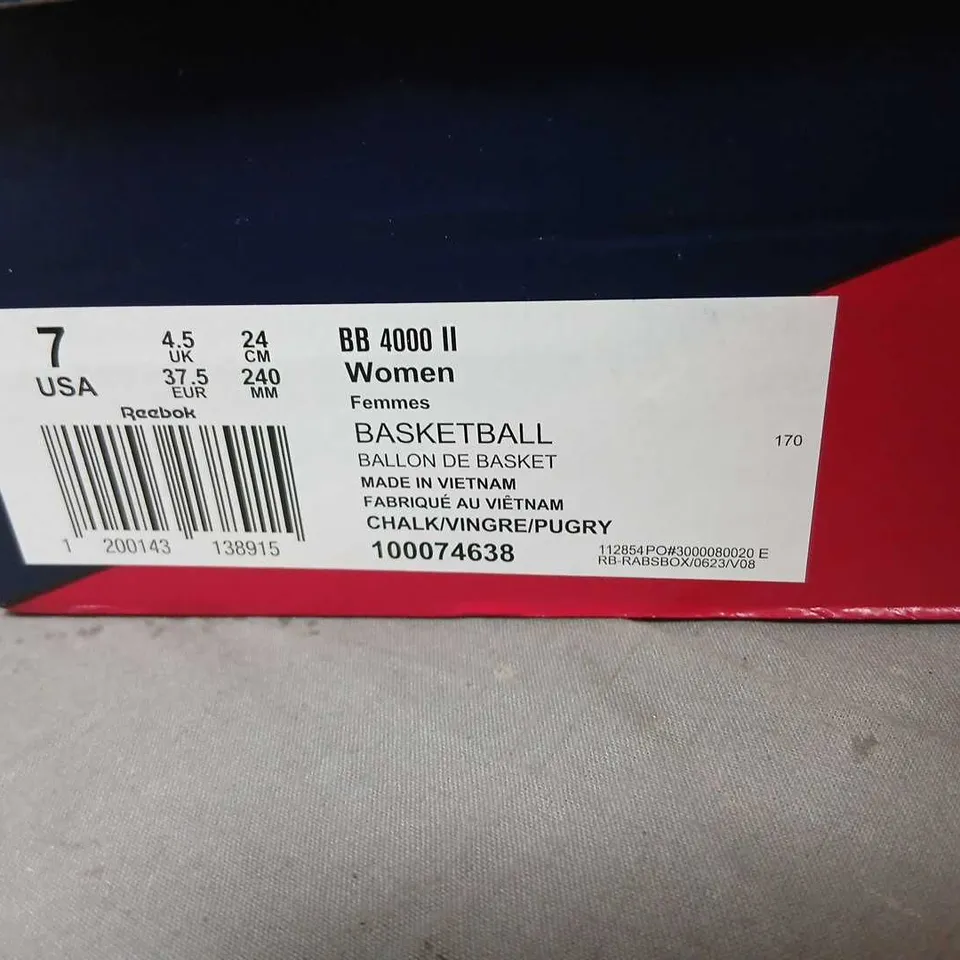 7
USA
4.5
UK
37.5
EUR
24
CM
240
MM
Reebok
1 200143 138915
BB 4000 II
Women
Femmes
BASKETBALL
BALLON DE BASKET
MADE IN VIETNAM
FABRIQUÉ AU VIÊTNAM
CHALK/VINGRE/PUGRY
100074638
170
112854PO#3000080020 E
RB-RABSBOX/0623/V08